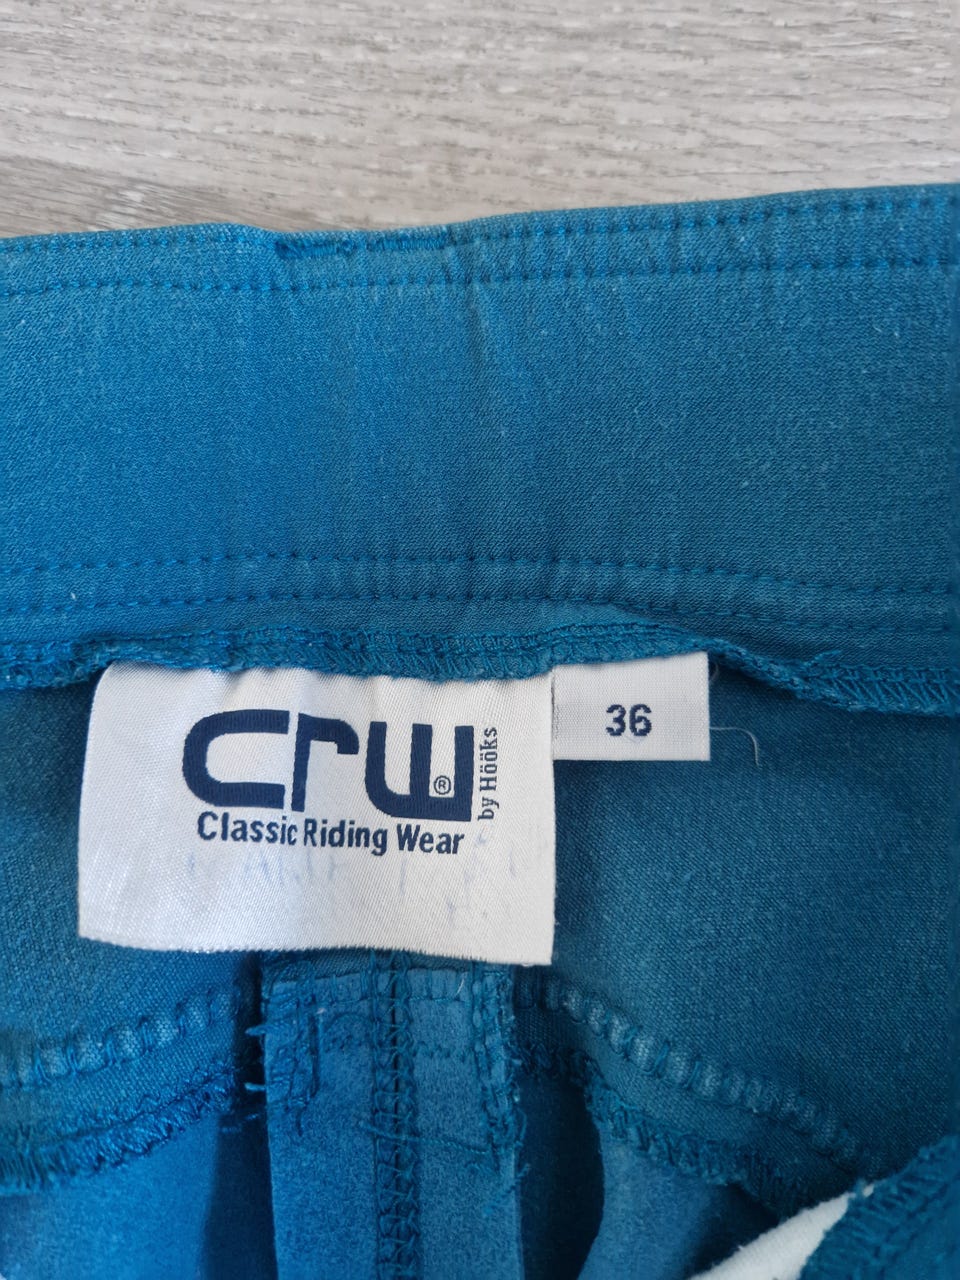 crw®
by Hööks
Classic Riding Wear
36